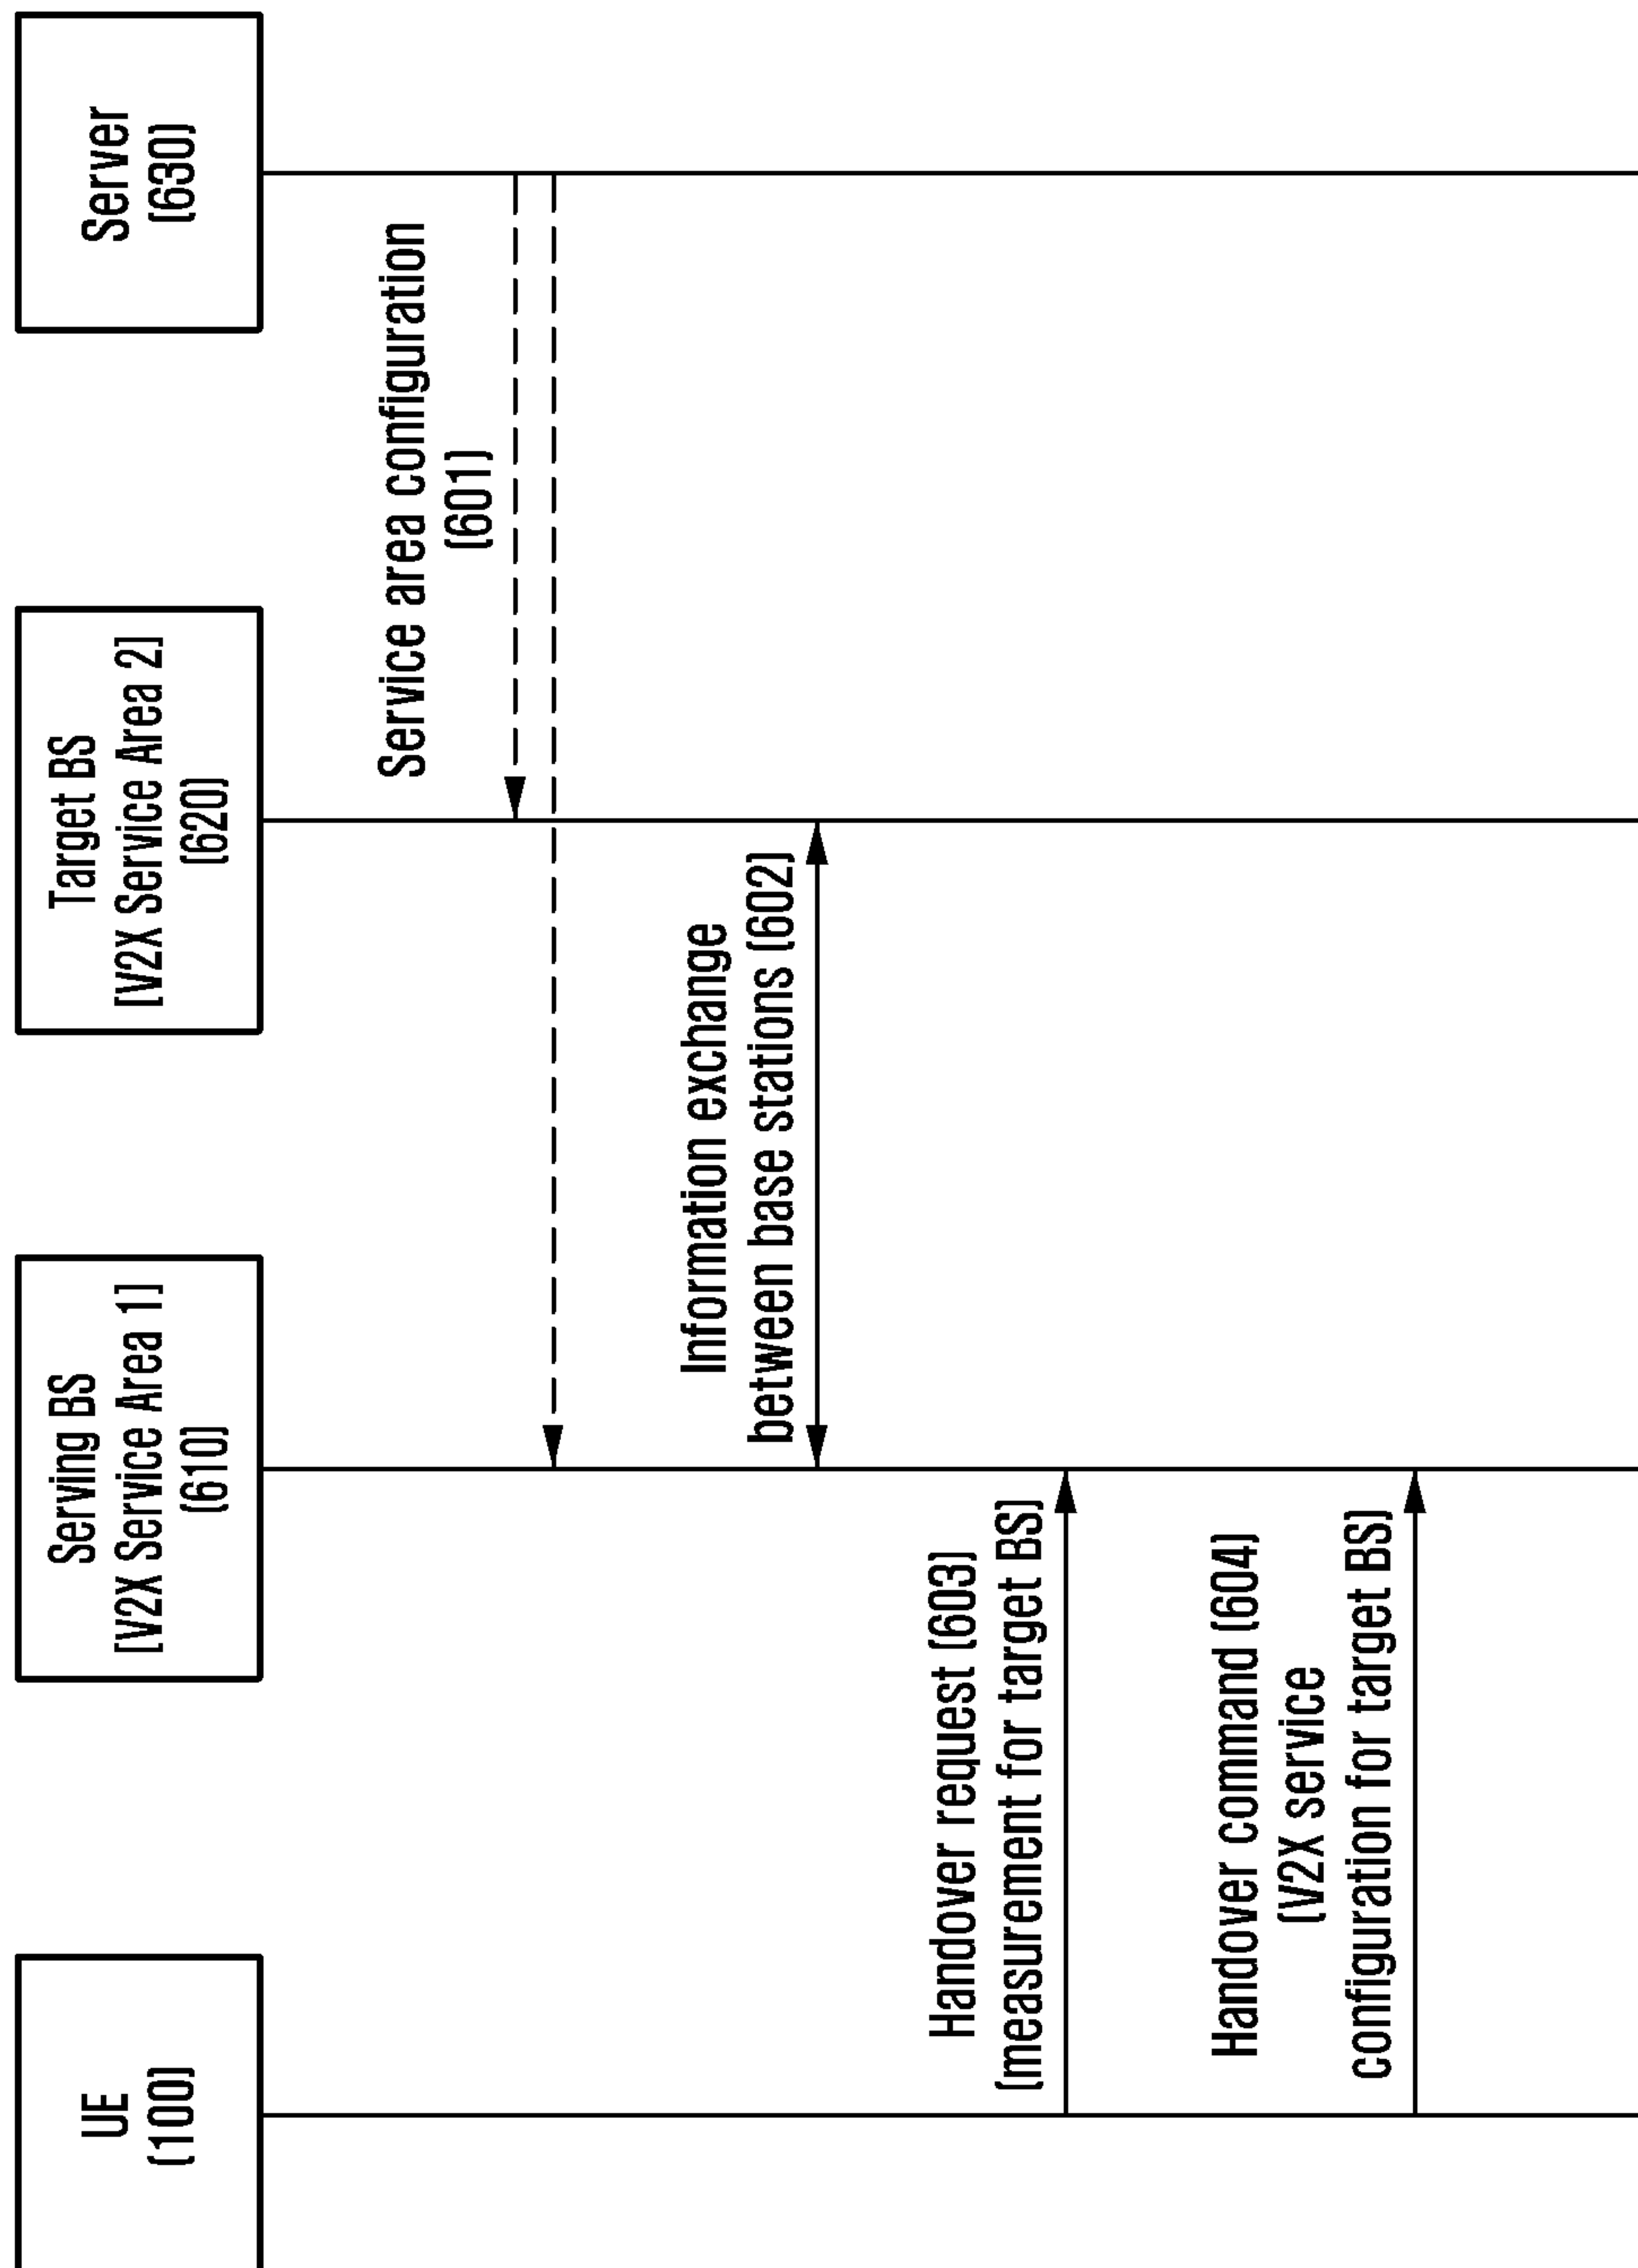 UE
(100)
Serving BS
[V2X Service Area 1]
(610)
Target BS
[V2X Service Area 2]
(620)
Server
(630)
Service area configuration
(601)
Information exchange
between base stations (602)
Handover request (603)
(measurement for target BS)
Handover command (604)
(V2X service
configuration for target BS)